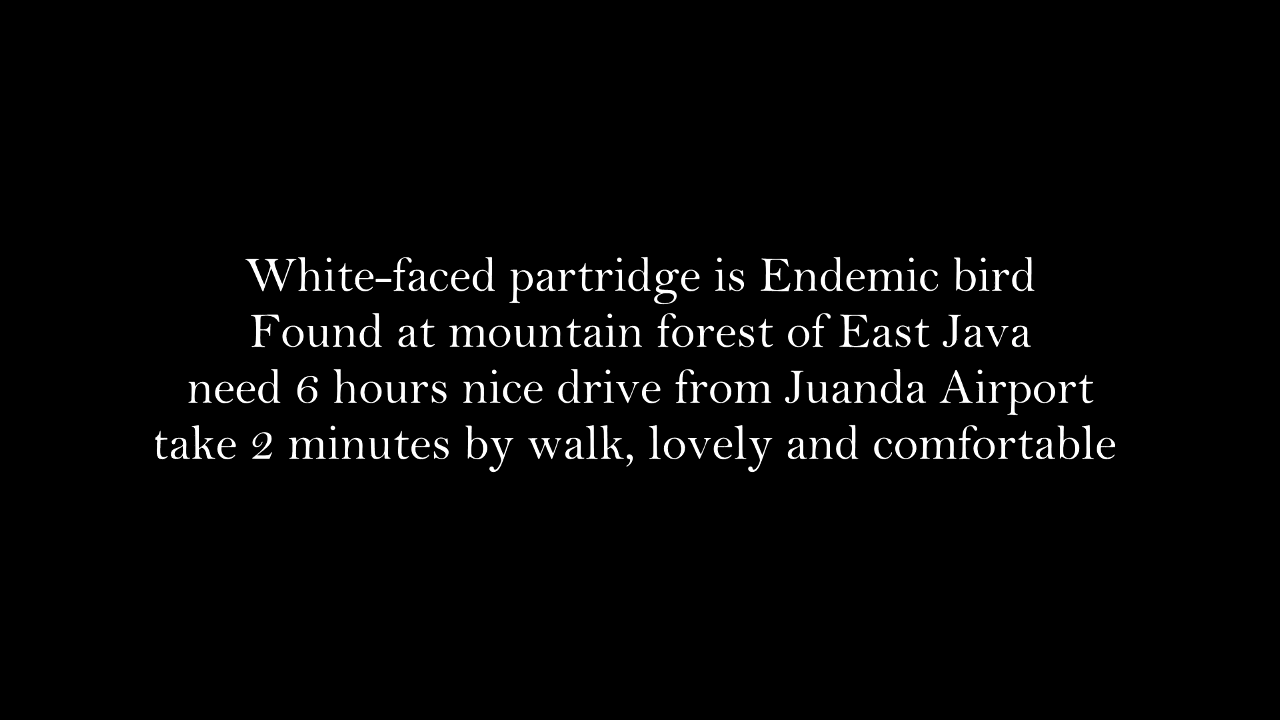 White-faced partridge is Endemic bird
Found at mountain forest of East Java
need 6 hours nice drive from Juanda Airport
take 2 minutes by walk, lovely and comfortable